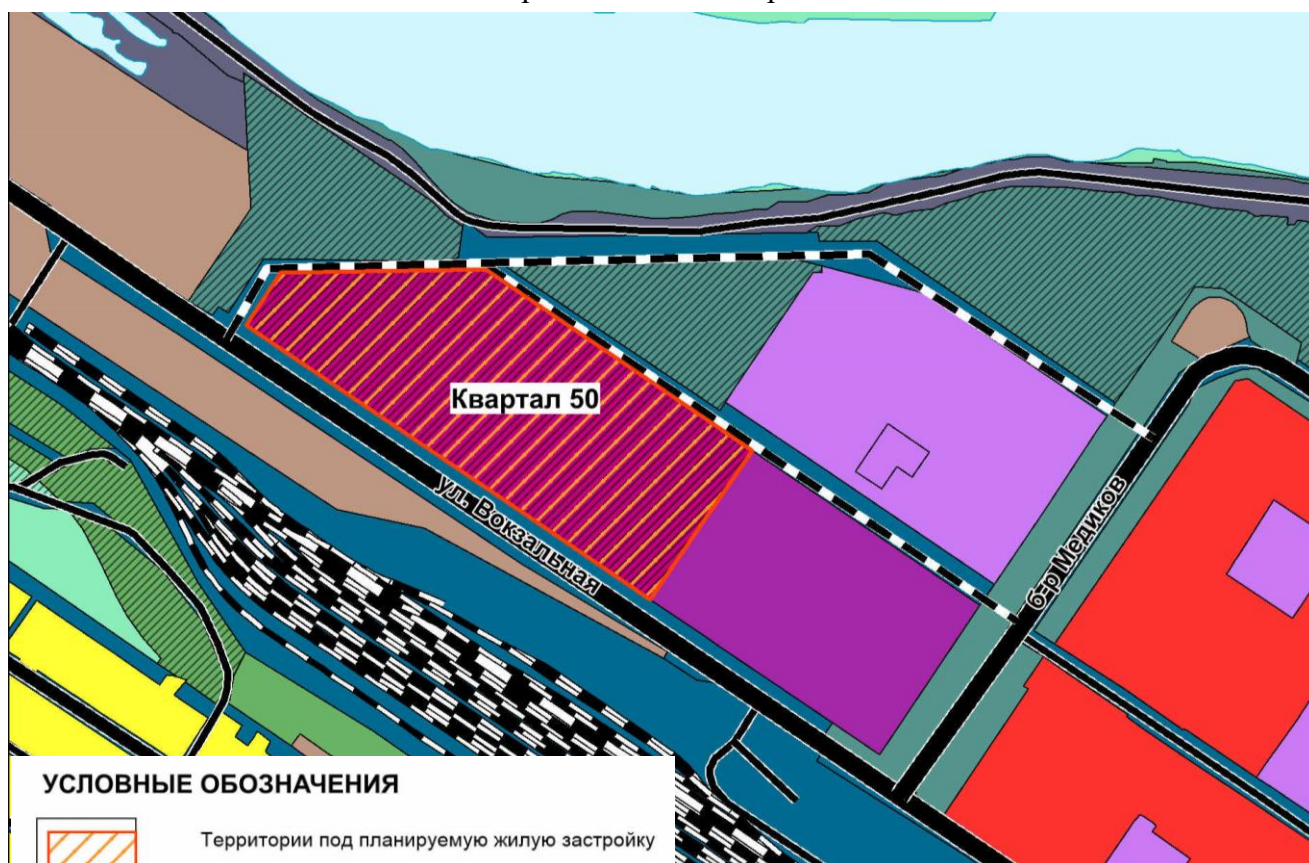 Квартал 50
ул. Вокзальная
б-р Медиков
УСЛОВНЫЕ ОБОЗНАЧЕНИЯ
Территории под планируемую жилую застройку